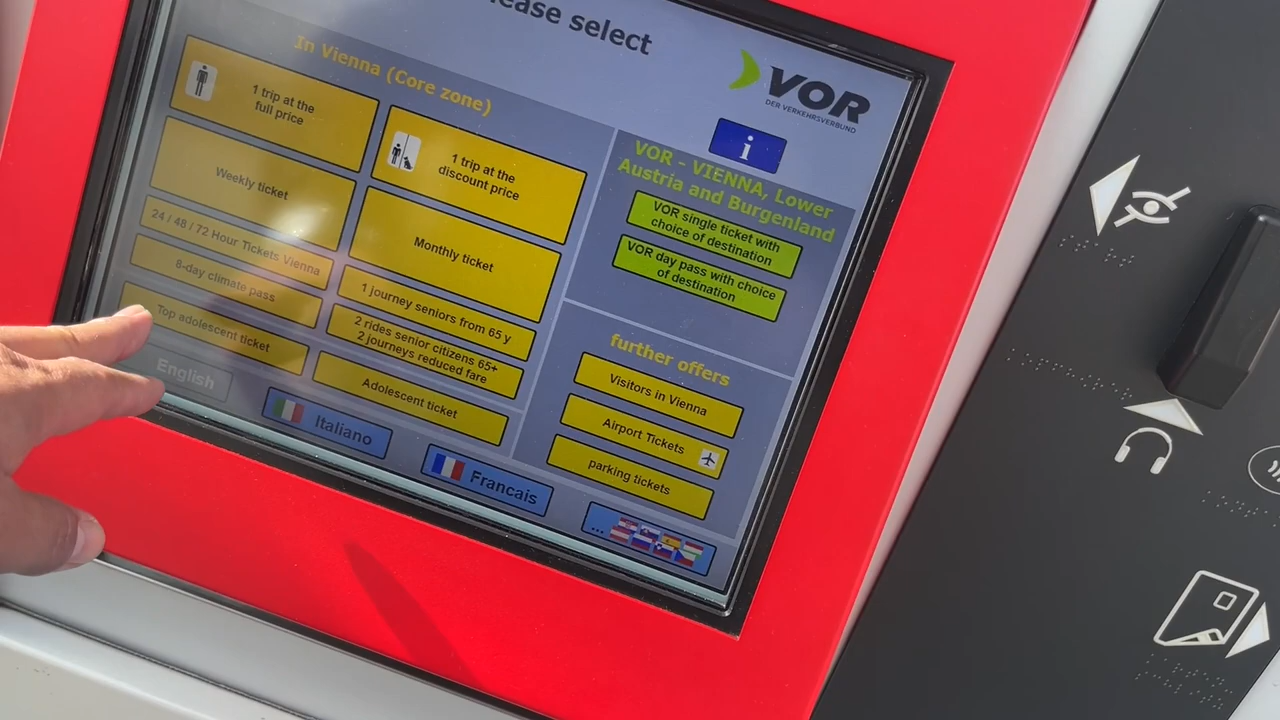 ease select
VOR
DER VERKEHRSVERBUND
i
In Vienna (Core zone)
1 trip at the
full price
1 trip at the
discount price
Weekly ticket
Monthly ticket
24 / 48 / 72 Hour Tickets Vienna
1 journey seniors from 65 y
8-day climate pass
2 rides senior citizens 65+
2 journeys reduced fare
Top adolescent ticket
Adolescent ticket
VOR - VIENNA, Lower
Austria and Burgenland
VOR single ticket with
choice of destination
VOR day pass with choice
of destination
further offers
Visitors in Vienna
Airport Tickets
parking tickets
English
Italiano
Francais
...